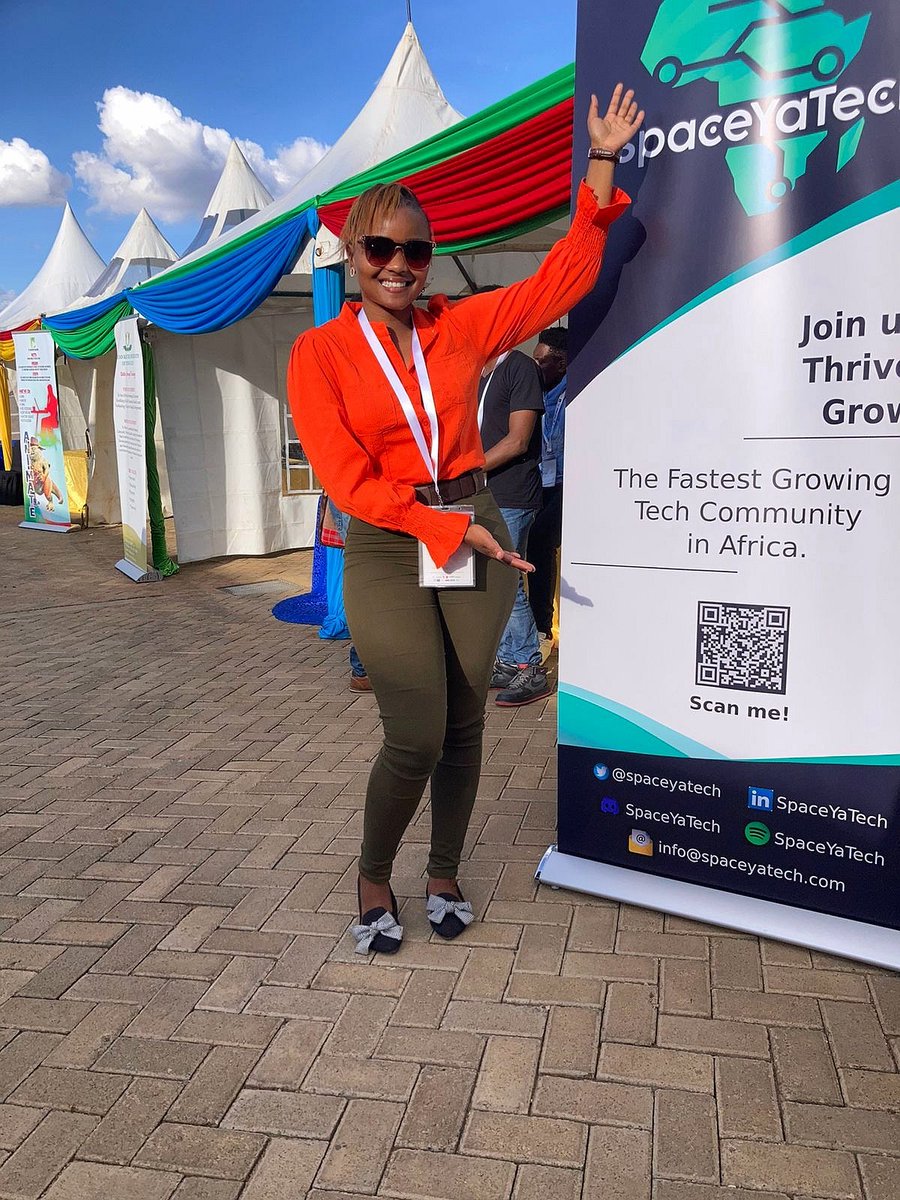 SpaceYaTech
Join u
Thrive
Grow
The Fastest Growing
Tech Community
in Africa.
Scan me!
@spaceyatech
SpaceYaTech
SpaceYaTech
SpaceYaTech
info@spaceyatech.com